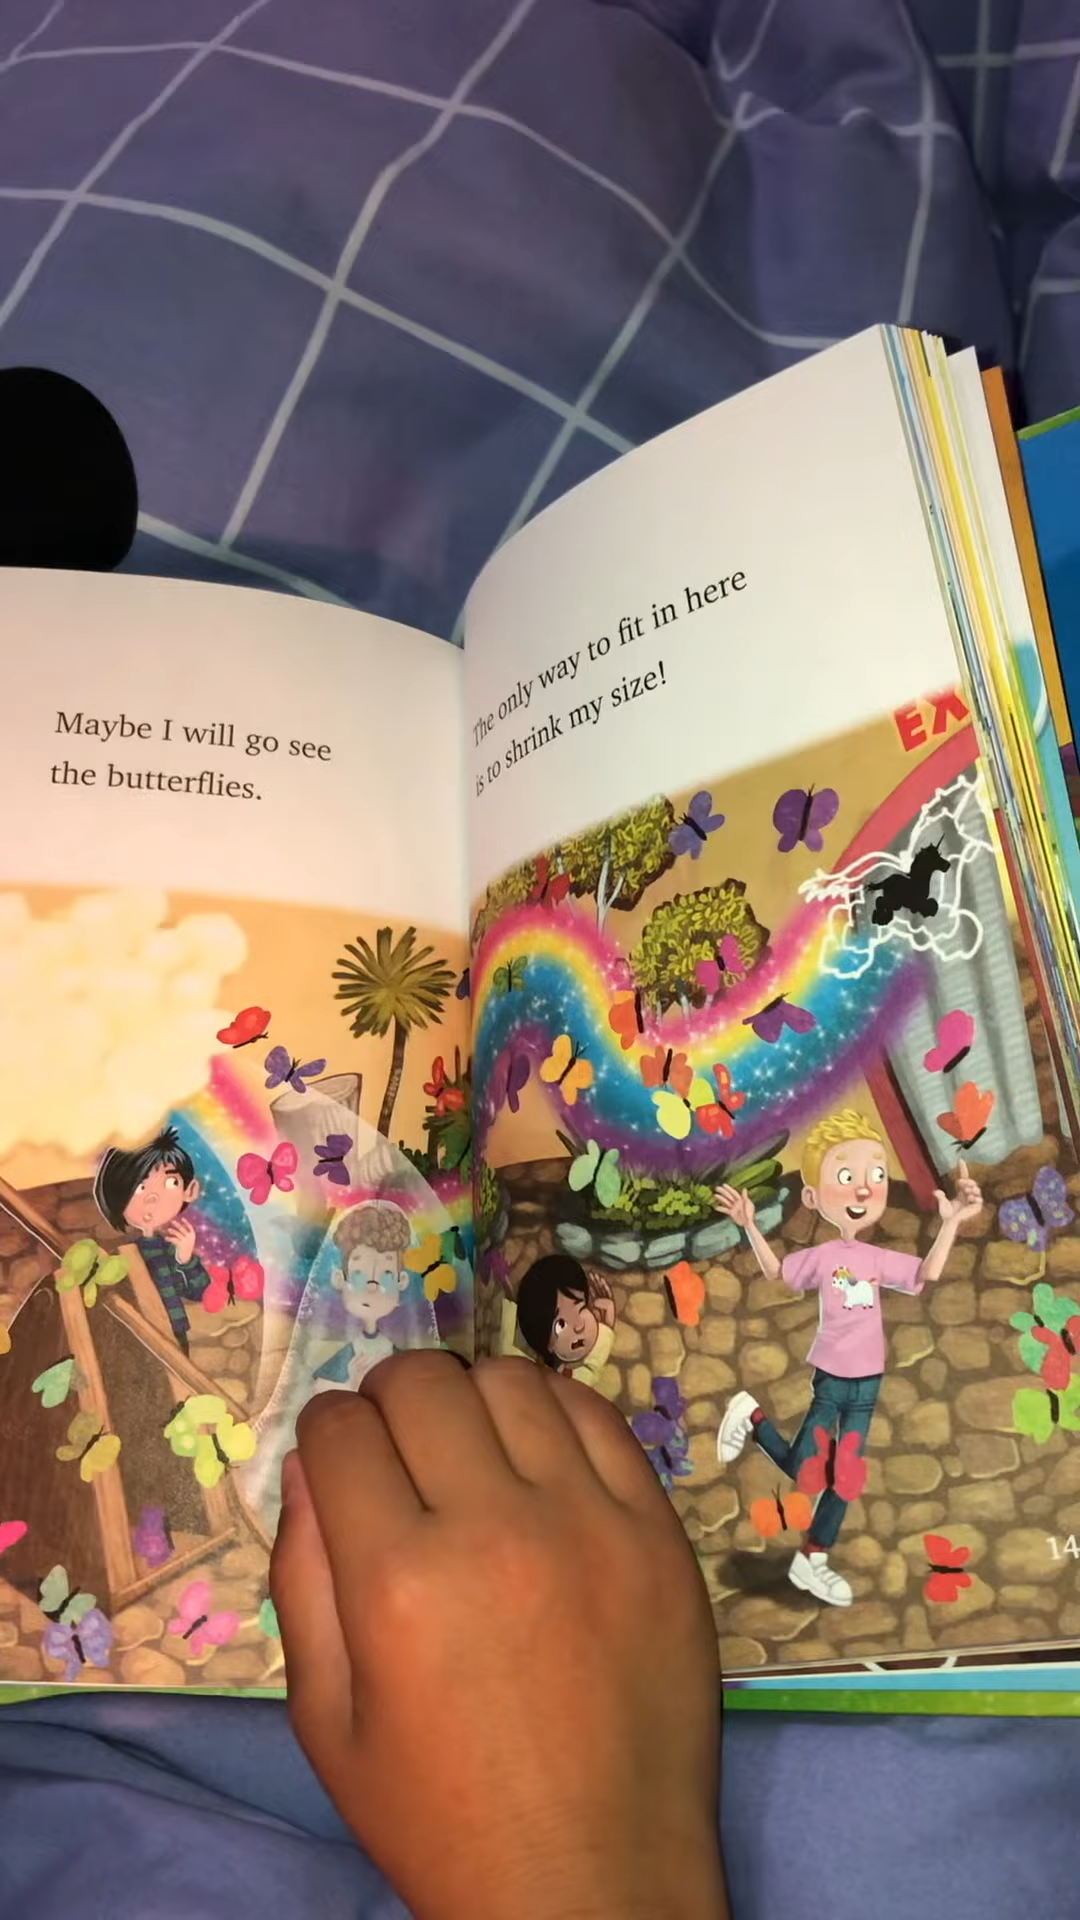 Maybe I will go see
the butterflies.
The only way to fit in here
is to shrink my size!
EX
14